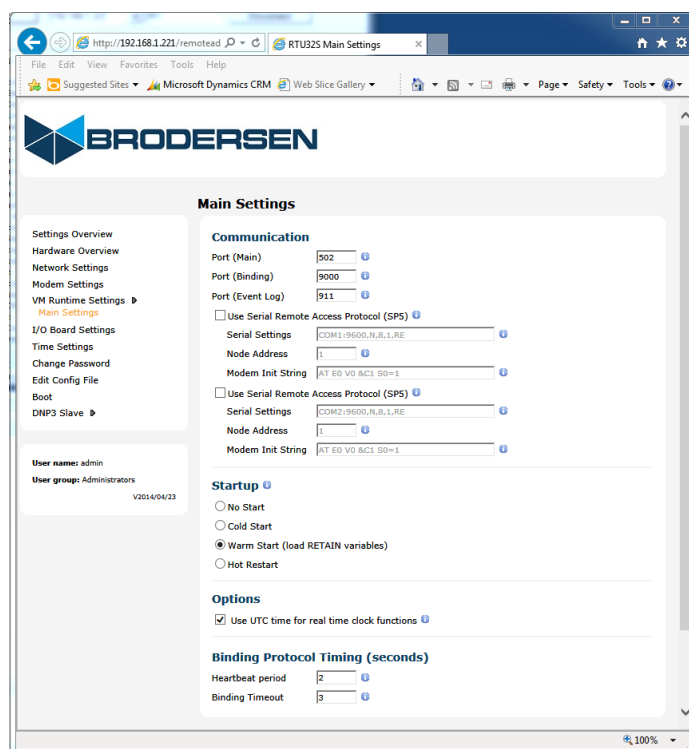 http://192.168.1.221/remotead
RTU32S Main Settings
File Edit View Favorites Tools Help
Suggested Sites Microsoft Dynamics CRM Web Slice Gallery Page Safety Tools
BRODERSEN
Main Settings
Settings Overview
Hardware Overview
Network Settings
Modem Settings
VM Runtime Settings
Main Settings
I/O Board Settings
Time Settings
Change Password
Edit Config File
Boot
DNP3 Slave
User name: admin
User group: Administrators
V2014/04/23
Communication
Port (Main) 502
Port (Binding) 9000
Port (Event Log) 911
Use Serial Remote Access Protocol (SP5)
Serial Settings COM1:9600,N,8,1,RE
Node Address 1
Modem Init String AT E0 V0 &C1 S0=1
Use Serial Remote Access Protocol (SP5)
Serial Settings COM2:9600,N,8,1,RE
Node Address 1
Modem Init String AT E0 V0 &C1 S0=1
Startup
No Start
Cold Start
Warm Start (load RETAIN variables)
Hot Restart
Options
Use UTC time for real time clock functions
Binding Protocol Timing (seconds)
Heartbeat period 2
Binding Timeout 3
100%